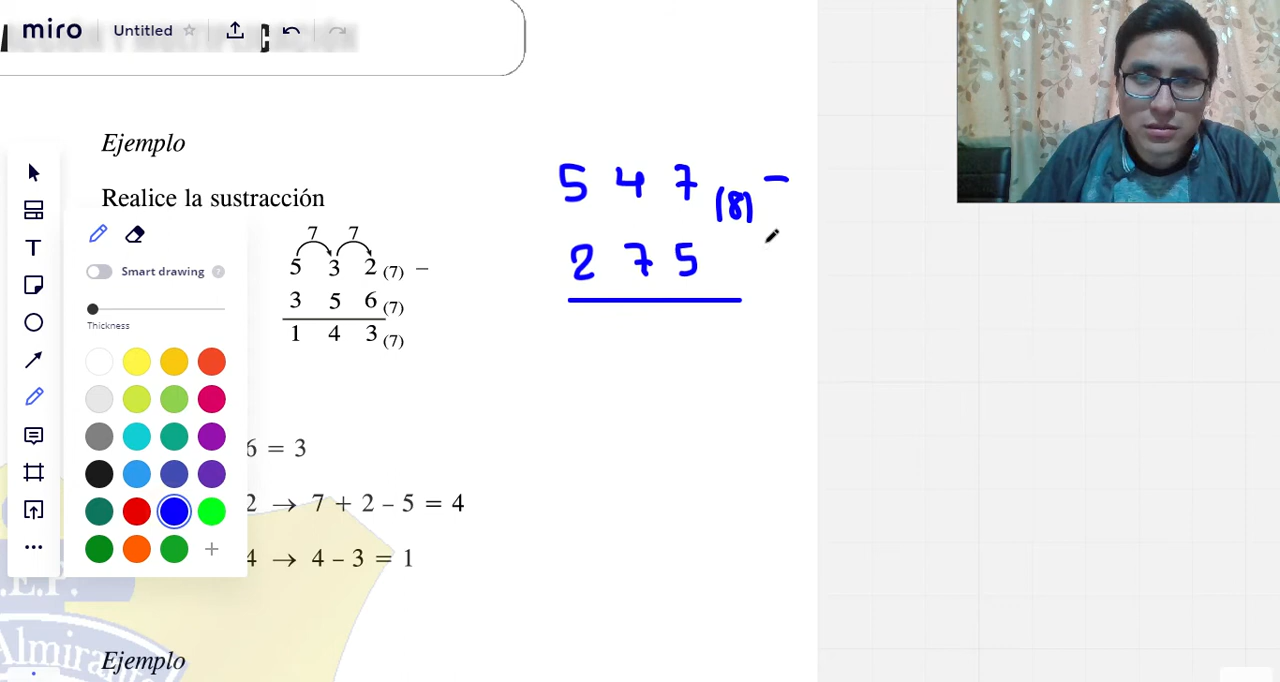 miro Untitled
Ejemplo
Realice la sustracción
7 7
5 3 2 (7) –
3 5 6 (7)
1 4 3 (7)
5 4 7 (8) –
2 7 5
Smart drawing ?
Thickness
6 = 3
2 → 7 + 2 – 5 = 4
4 → 4 – 3 = 1
E.P.
Almirant
Ejemplo